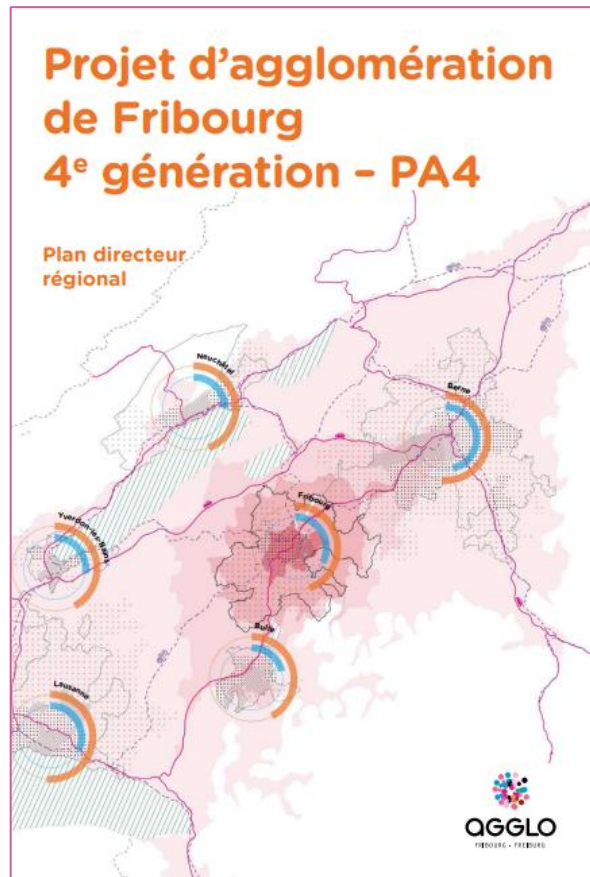 Projet d'agglomération
de Fribourg
4e génération – PA4
Plan directeur
régional
Neuchâtel
Berne
Fribourg
Yverdon-les-Bains
Bulle
Lausanne
AGGLO
FRIBOURG • FREIBURG